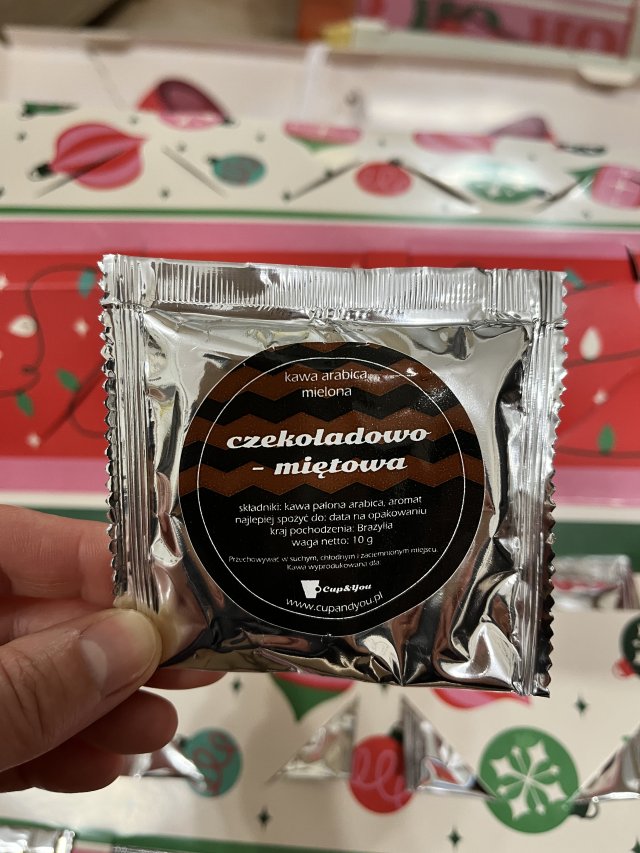 kawa arabica
mielona
czekoladowo
- miętowa
składniki: kawa palona arabica, aromat
najlepiej spożyć do: data na opakowaniu
kraj pochodzenia: Brazylia
waga netto: 10 g
Przechowywać w suchym, chłodnym i zaciemnionym miejscu.
Kawa wyprodukowana dla:
Cup&You
www.cupandyou.pl